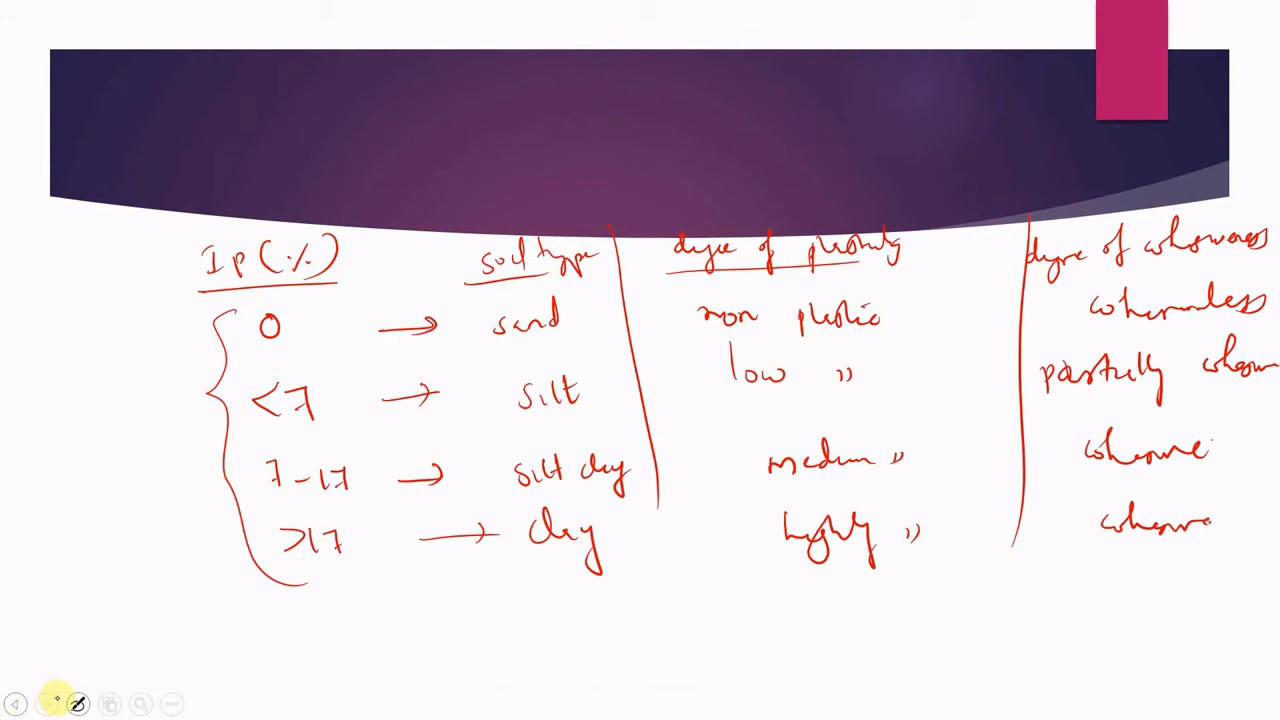 Ip (%) soil type degree of plasticity degree of cohesiveness
0 → sand non plastic cohesionless
<7 → silt low " partially cohesive
7-17 → silt clay medium " cohesive
>17 → clay highly " cohesive